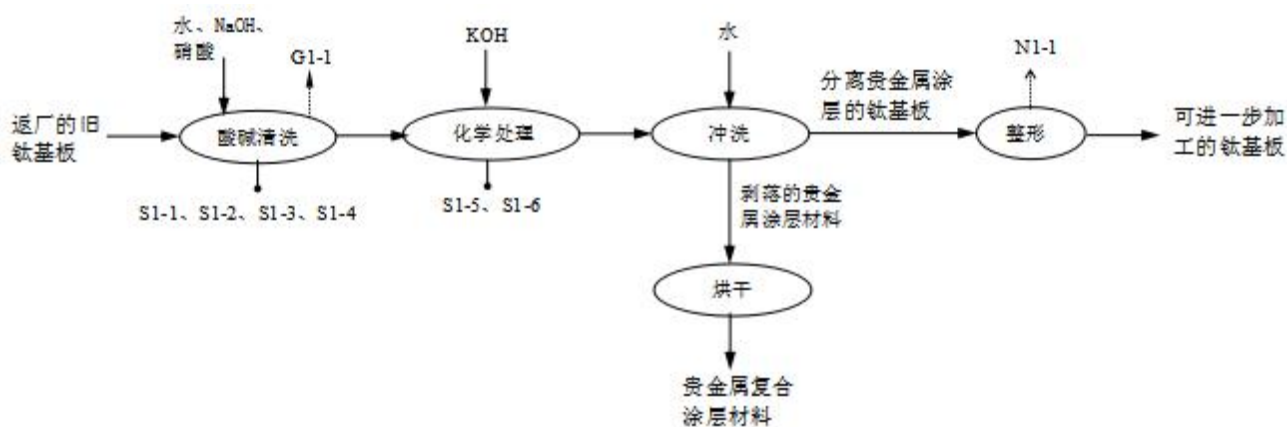 水、NaOH、
硝酸
G1-1
KOH
水
N1-1
返厂的旧
钛基板
酸碱清洗
化学处理
冲洗
分离贵金属涂
层的钛基板
整形
可进一步加
工的钛基板
S1-1、S1-2、S1-3、S1-4
S1-5、S1-6
剥落的贵金
属涂层材料
烘干
贵金属复合
涂层材料